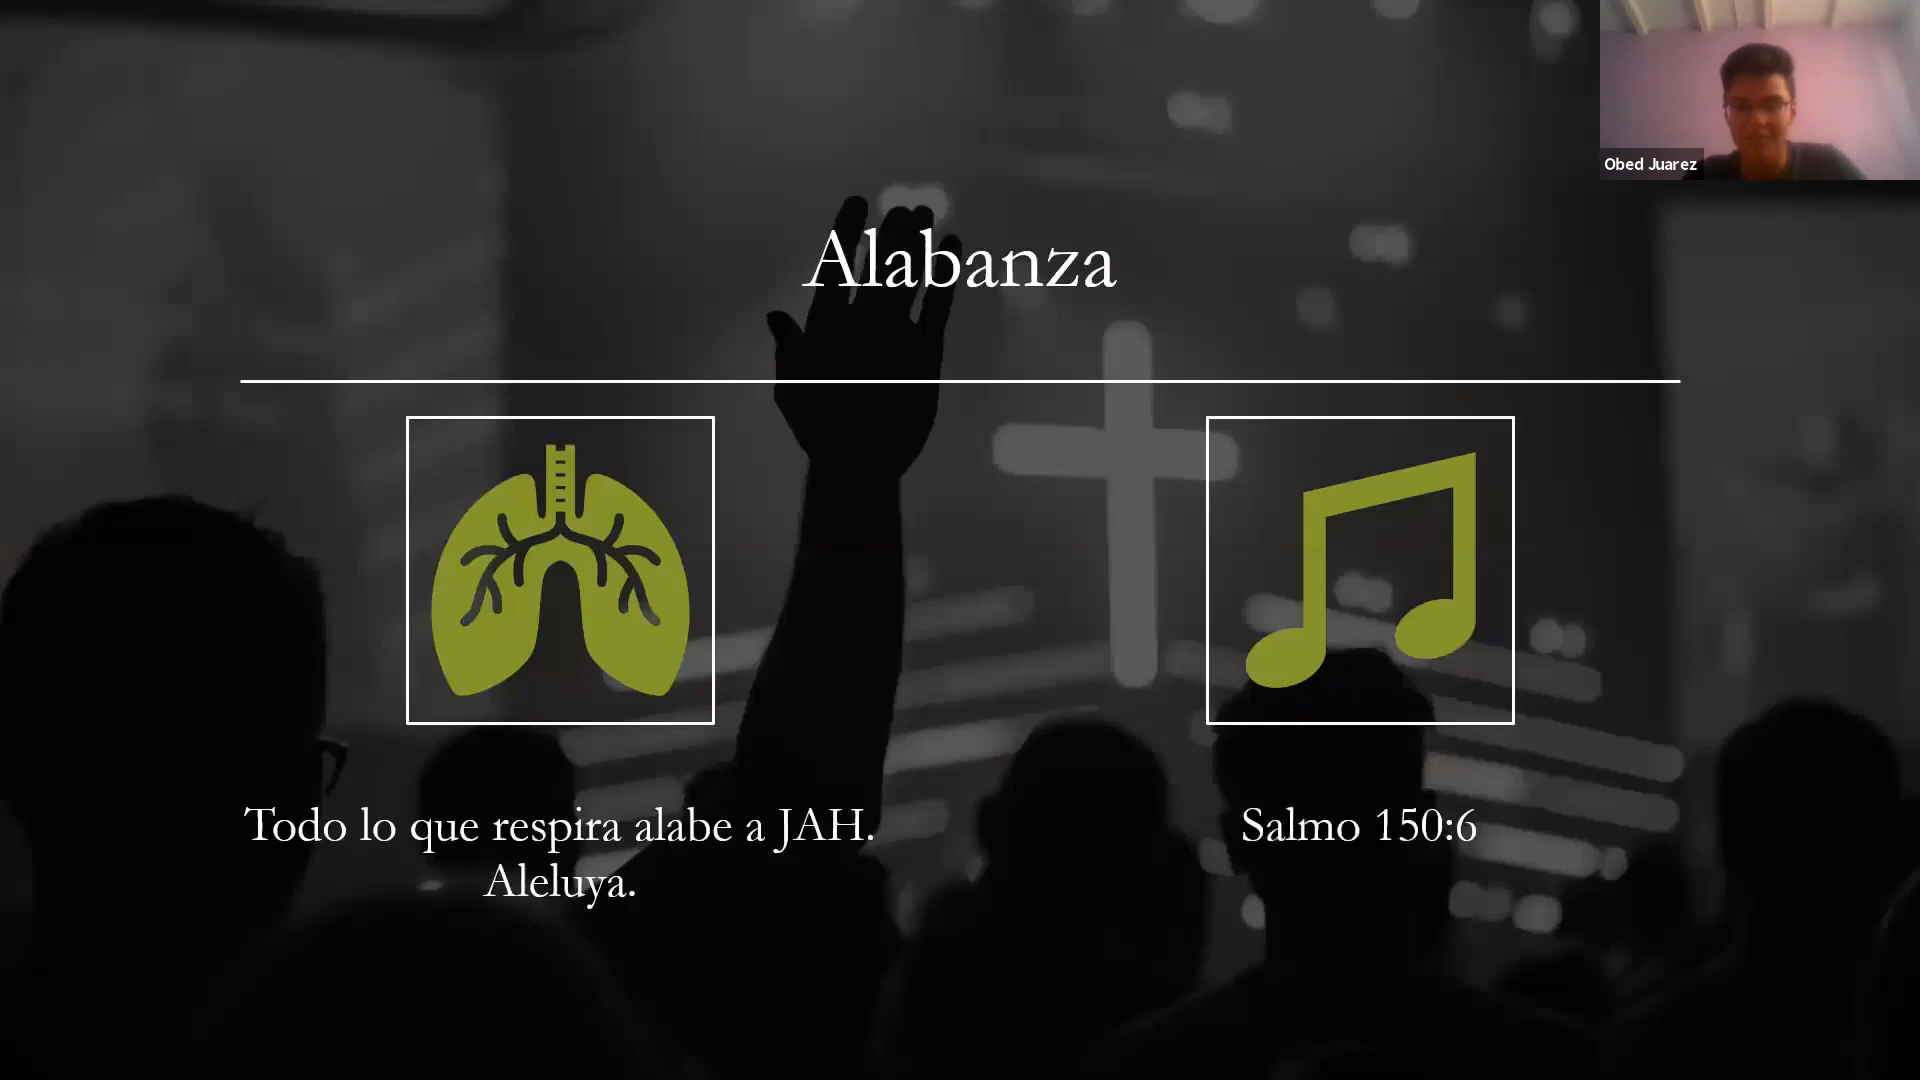 Obed Juarez
Alabanza
Todo lo que respira alabe a JAH.
Aleluya.
Salmo 150:6